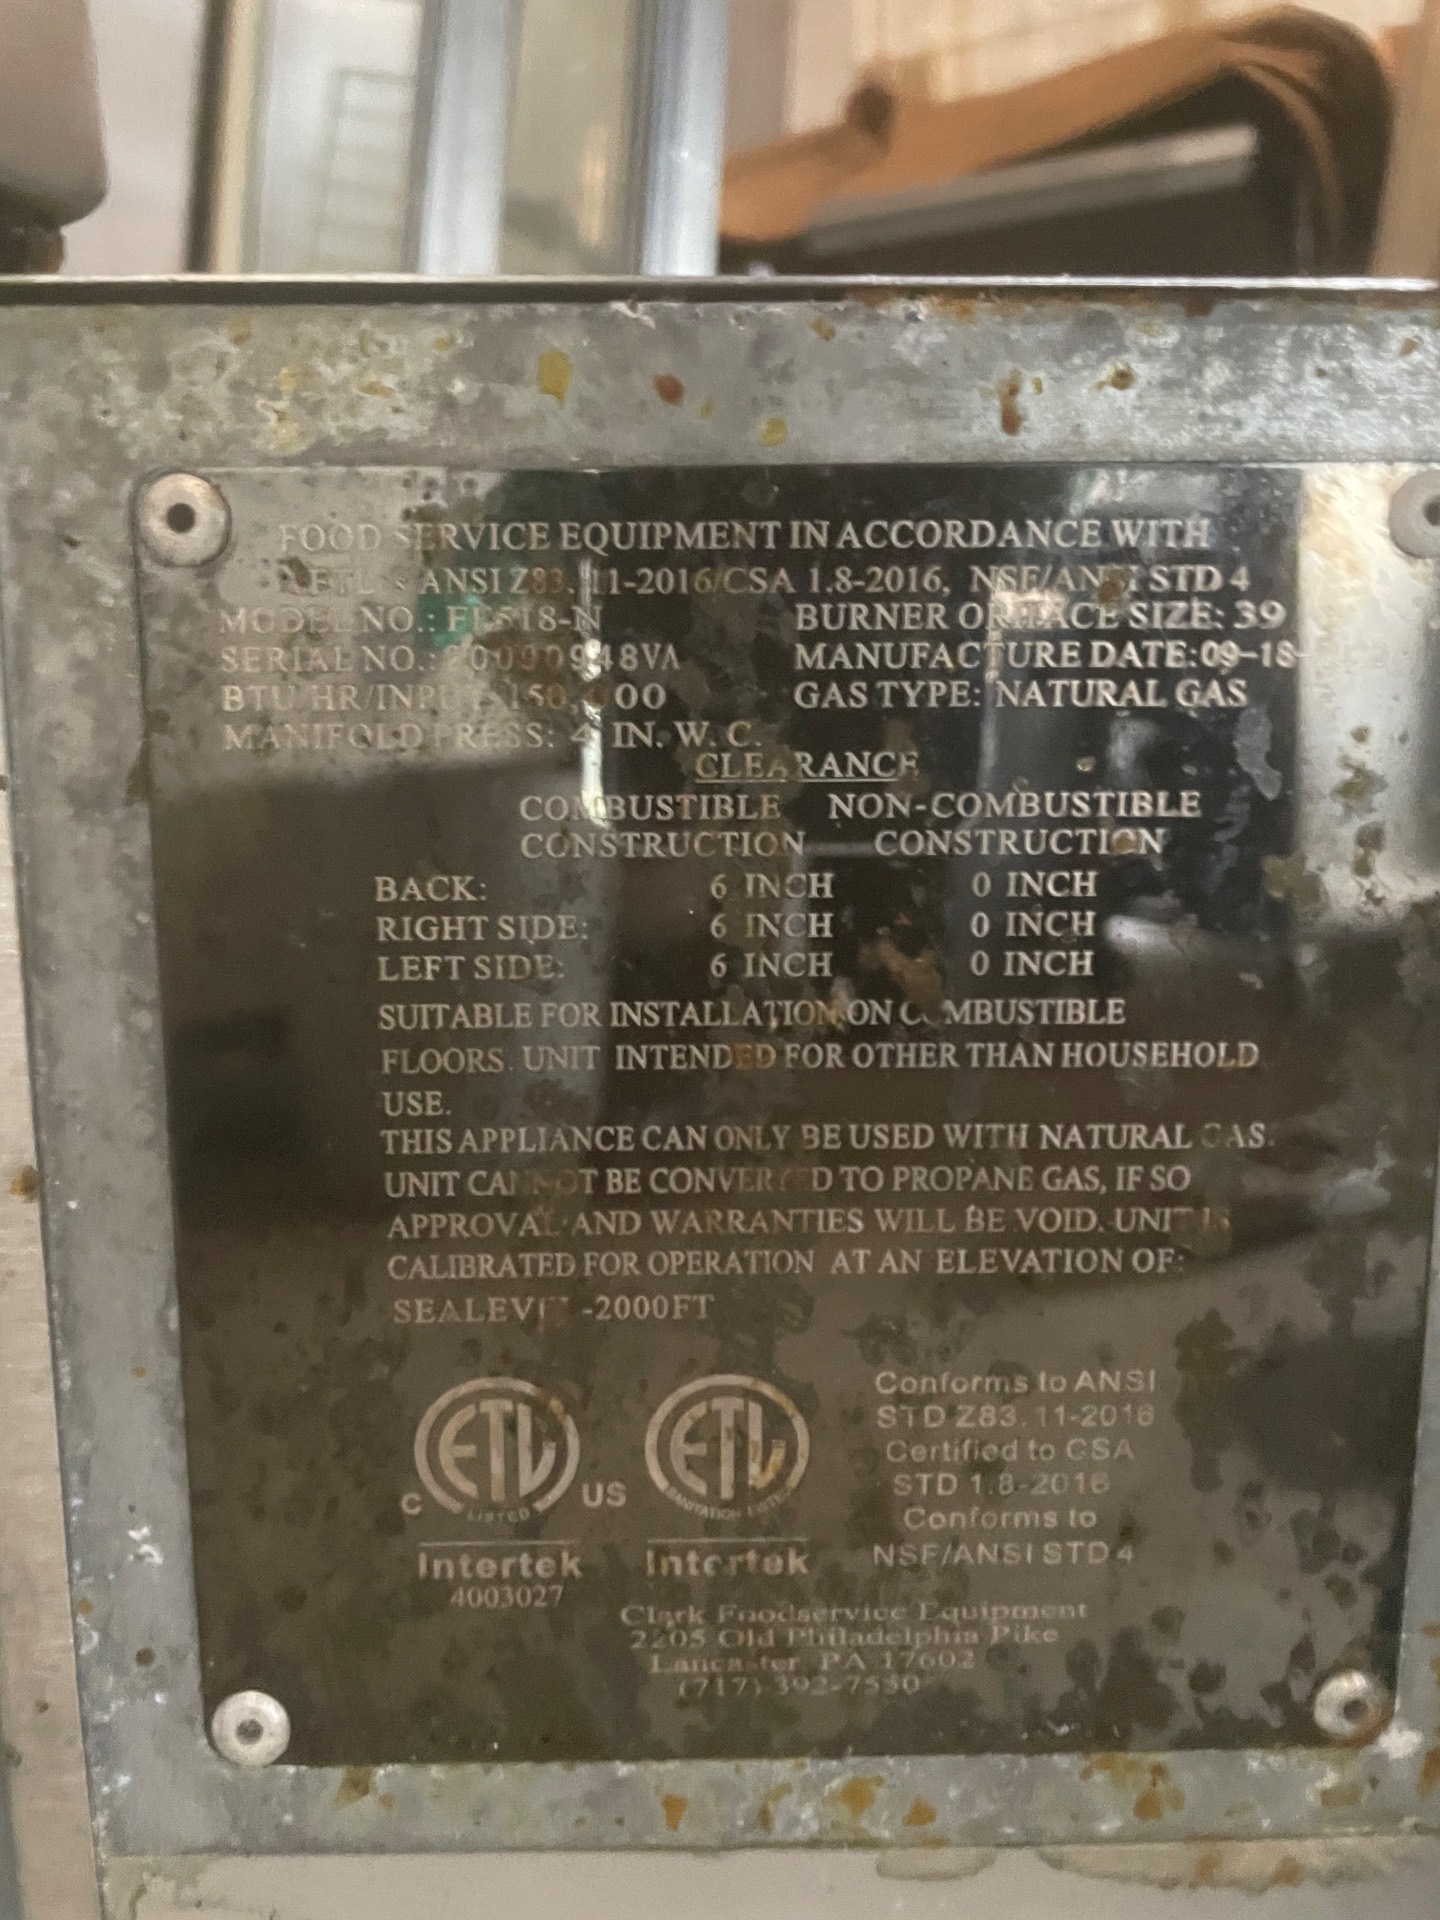 FOOD SERVICE EQUIPMENT IN ACCORDANCE WITH
ANSI Z83.11-2016/CSA 1.8-2016, NSF/ANSI STD 4
MODEL NO.: BURNER ORIFACE SIZE: 39
SERIAL NO.: MANUFACTURE DATE:09-18-
BTU/HR/INPUT: 150,000 GAS TYPE: NATURAL GAS
MANIFOLD PRESS: 4 IN. W. C.
CLEARANCE
COMBUSTIBLE NON-COMBUSTIBLE
CONSTRUCTION CONSTRUCTION
BACK: 6 INCH 0 INCH
RIGHT SIDE: 6 INCH 0 INCH
LEFT SIDE: 6 INCH 0 INCH
SUITABLE FOR INSTALLATION ON COMBUSTIBLE
FLOORS. UNIT INTENDED FOR OTHER THAN HOUSEHOLD
USE.
THIS APPLIANCE CAN ONLY BE USED WITH NATURAL GAS.
UNIT CANNOT BE CONVERTED TO PROPANE GAS, IF SO
APPROVAL AND WARRANTIES WILL BE VOID. UNIT IS
CALIBRATED FOR OPERATION AT AN ELEVATION OF:
SEALEVEL-2000FT
ETL ETL
C LISTED US SANITATION LISTED
Intertek Intertek
4003027
Conforms to ANSI
STD Z83.11-2016
Certified to CSA
STD 1.8-2016
Conforms to
NSF/ANSI STD 4
Clark Foodservice Equipment
2205 Old Philadelphia Pike
Lancaster, PA 17602
(717) 392-7550